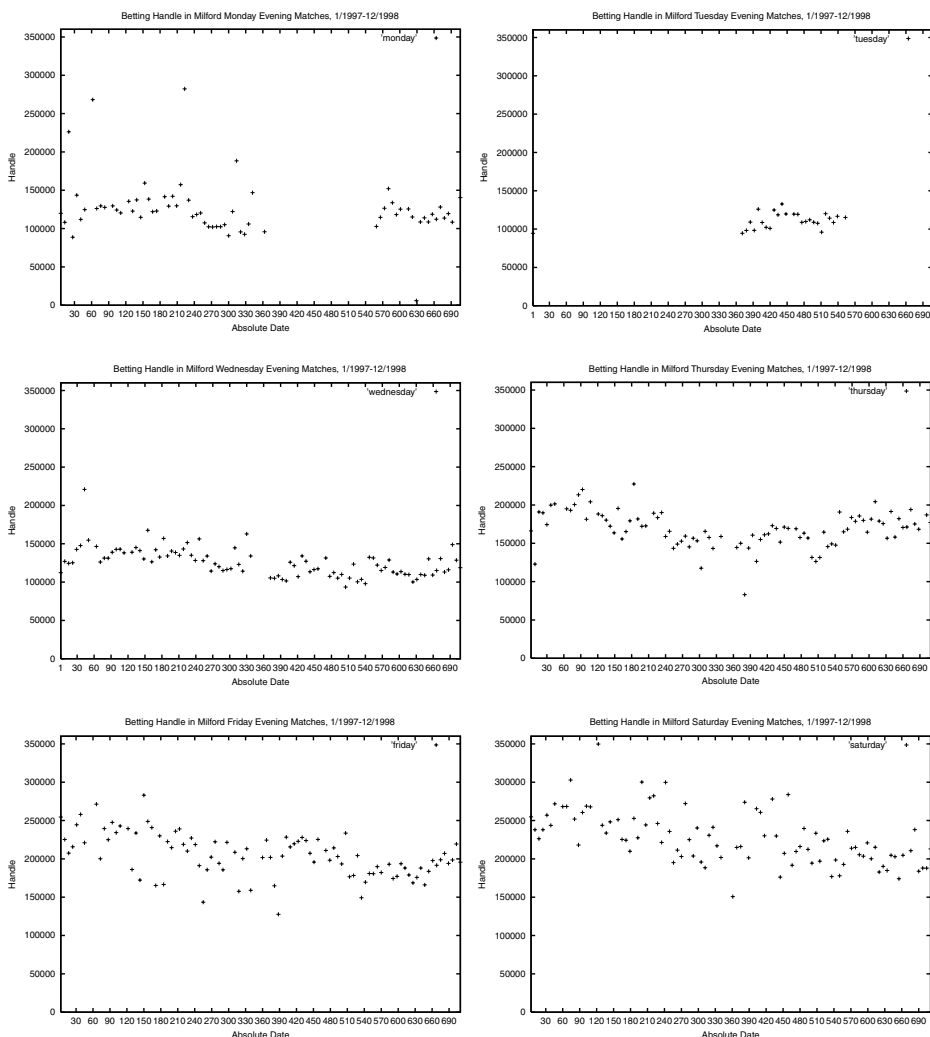 Betting Handle in Milford Monday Evening Matches, 1/1997-12/1998
350000
'monday'
300000
250000
200000
150000
100000
50000
0
Handle
30 60 90 120 150 180 210 240 270 300 330 360 390 420 450 480 510 540 570 600 630 660 690
Absolute Date
Betting Handle in Milford Tuesday Evening Matches, 1/1997-12/1998
350000
'tuesday'
300000
250000
200000
150000
100000
50000
0
Handle
1 30 60 90 120 150 180 210 240 270 300 330 360 390 420 450 480 510 540 570 600 630 660 690
Absolute Date
Betting Handle in Milford Wednesday Evening Matches, 1/1997-12/1998
350000
'wednesday'
300000
250000
200000
150000
100000
50000
0
Handle
1 30 60 90 120 150 180 210 240 270 300 330 360 390 420 450 480 510 540 570 600 630 660 690
Absolute Date
Betting Handle in Milford Thursday Evening Matches, 1/1997-12/1998
350000
'thursday'
300000
250000
200000
150000
100000
50000
0
Handle
30 60 90 120 150 180 210 240 270 300 330 360 390 420 450 480 510 540 570 600 630 660 690
Absolute Date
Betting Handle in Milford Friday Evening Matches, 1/1997-12/1998
350000
'friday'
300000
250000
200000
150000
100000
50000
0
Handle
30 60 90 120 150 180 210 240 270 300 330 360 390 420 450 480 510 540 570 600 630 660 690
Absolute Date
Betting Handle in Milford Saturday Evening Matches, 1/1997-12/1998
350000
'saturday'
300000
250000
200000
150000
100000
50000
0
Handle
30 60 90 120 150 180 210 240 270 300 330 360 390 420 450 480 510 540 570 600 630 660 690
Absolute Date